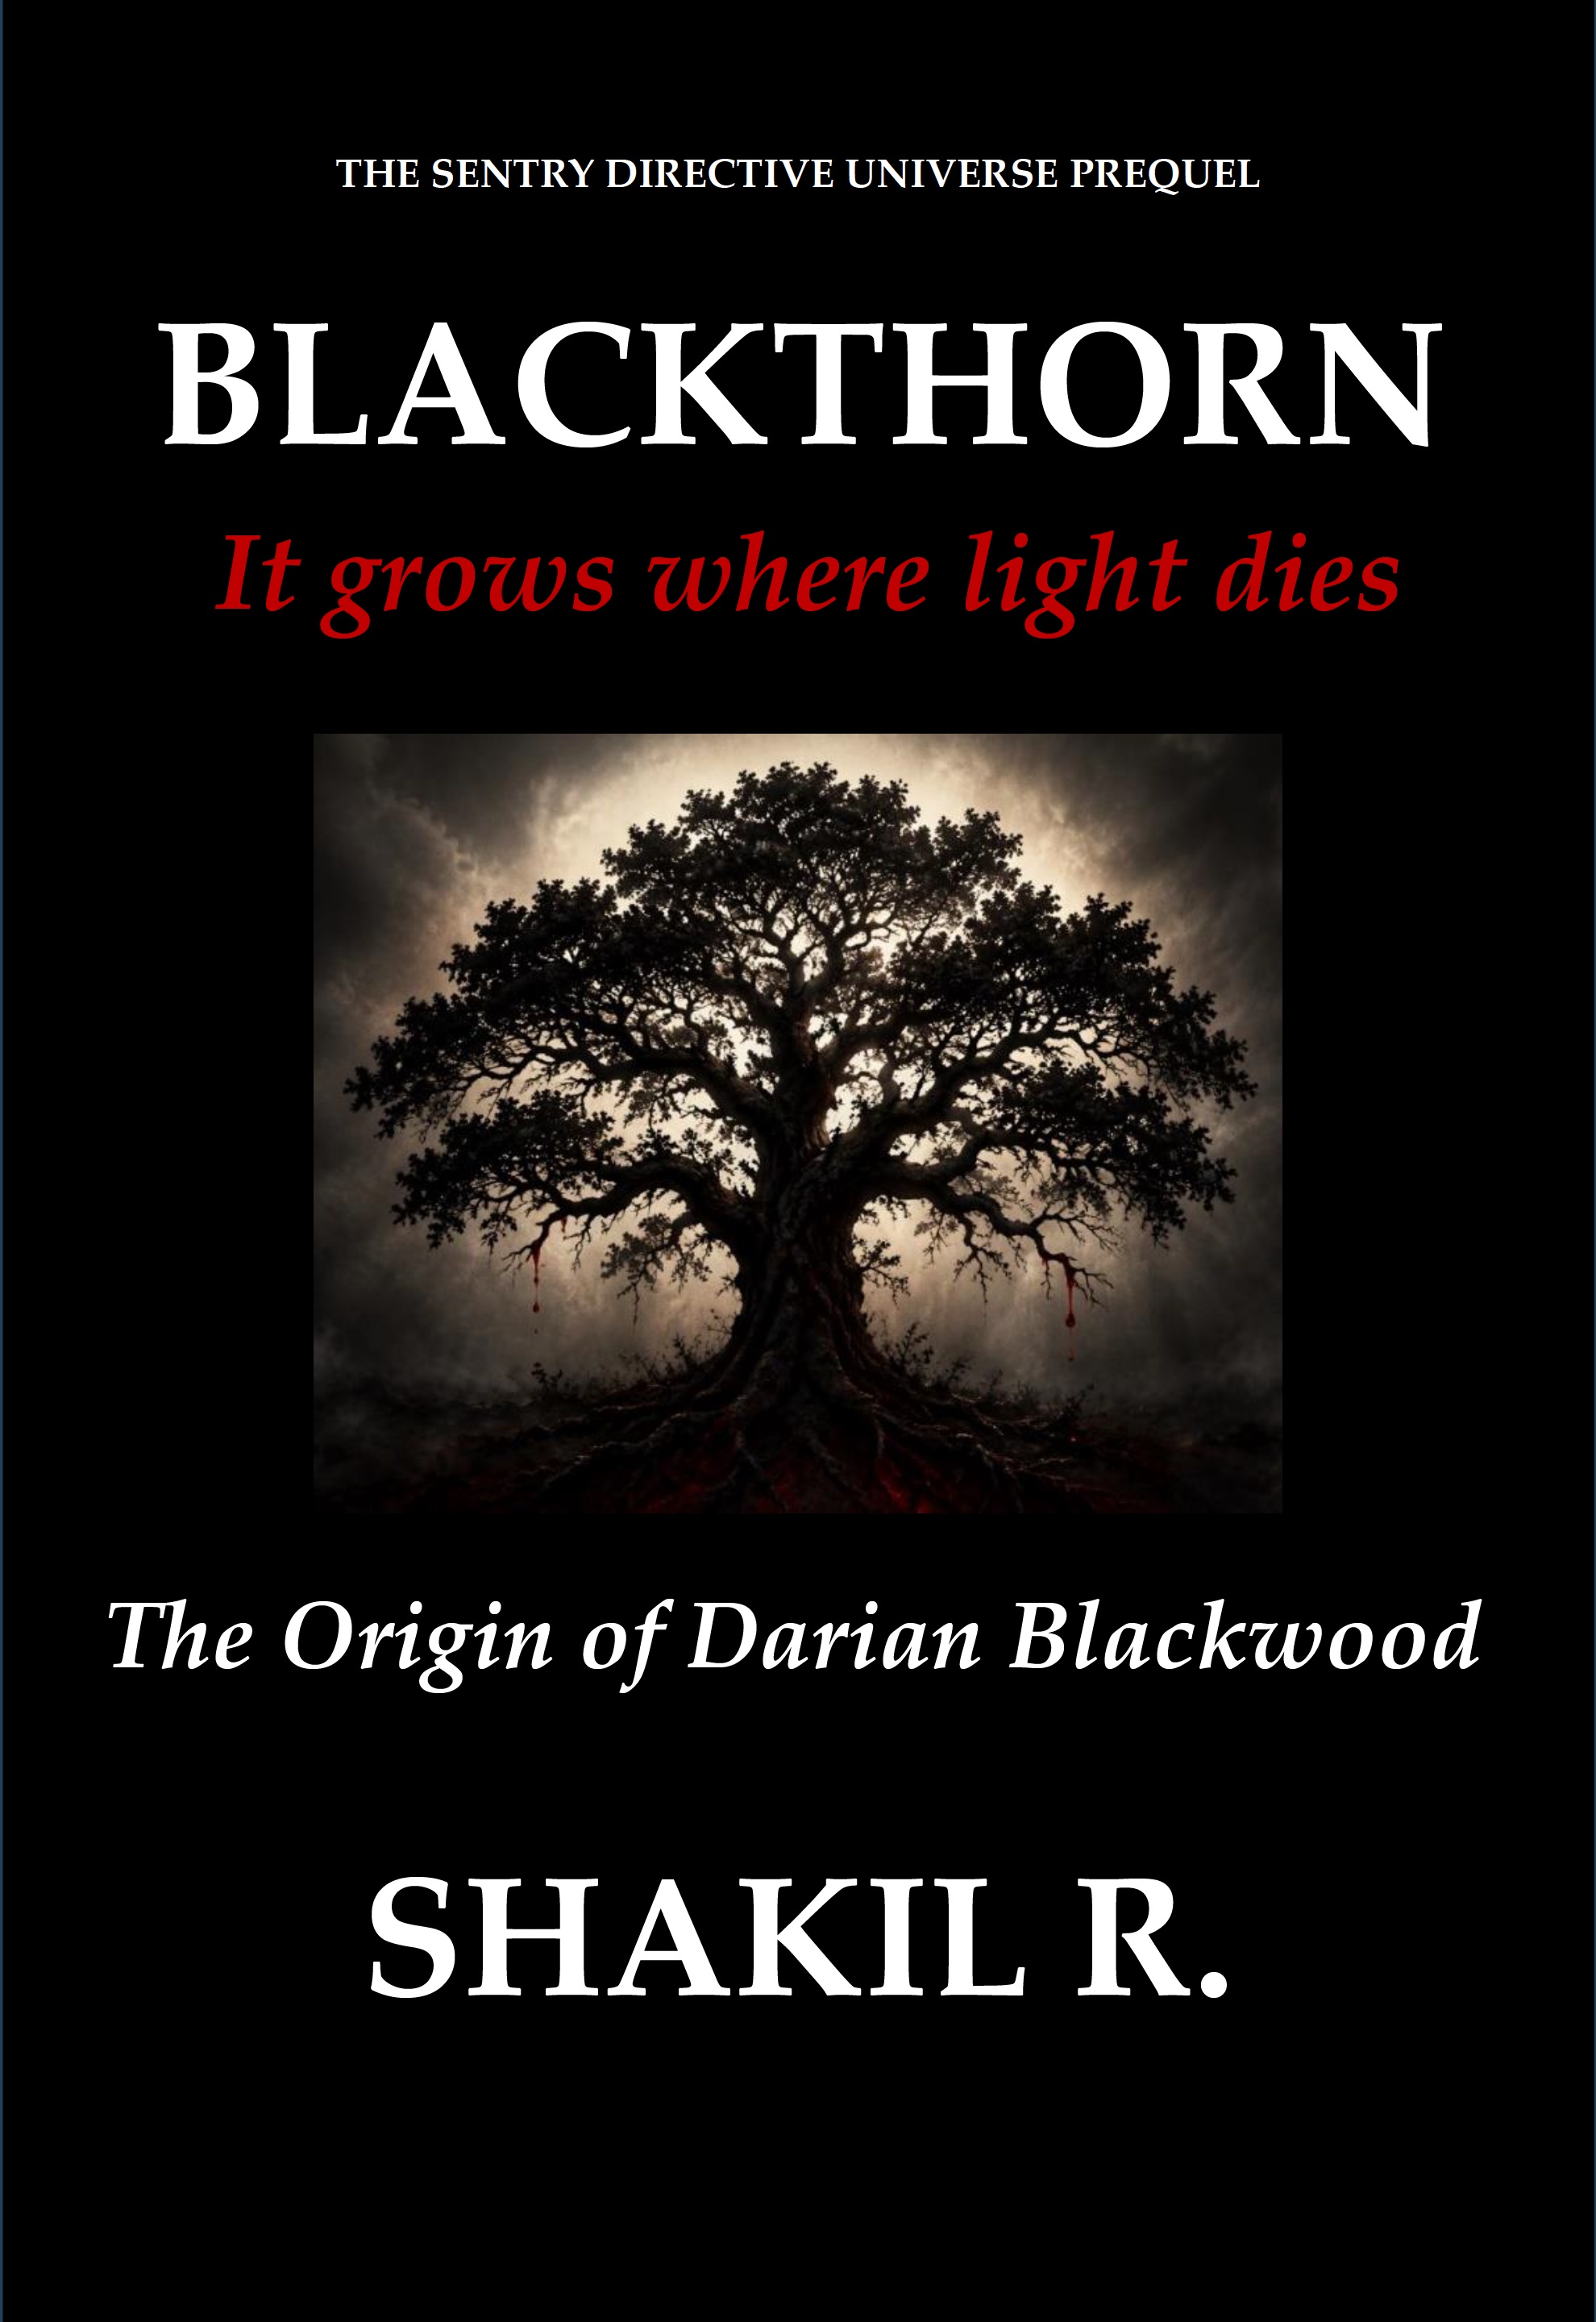 THE SENTRY DIRECTIVE UNIVERSE PREQUEL
BLACKTHORN
It grows where light dies
The Origin of Darian Blackwood
SHAKIL R.